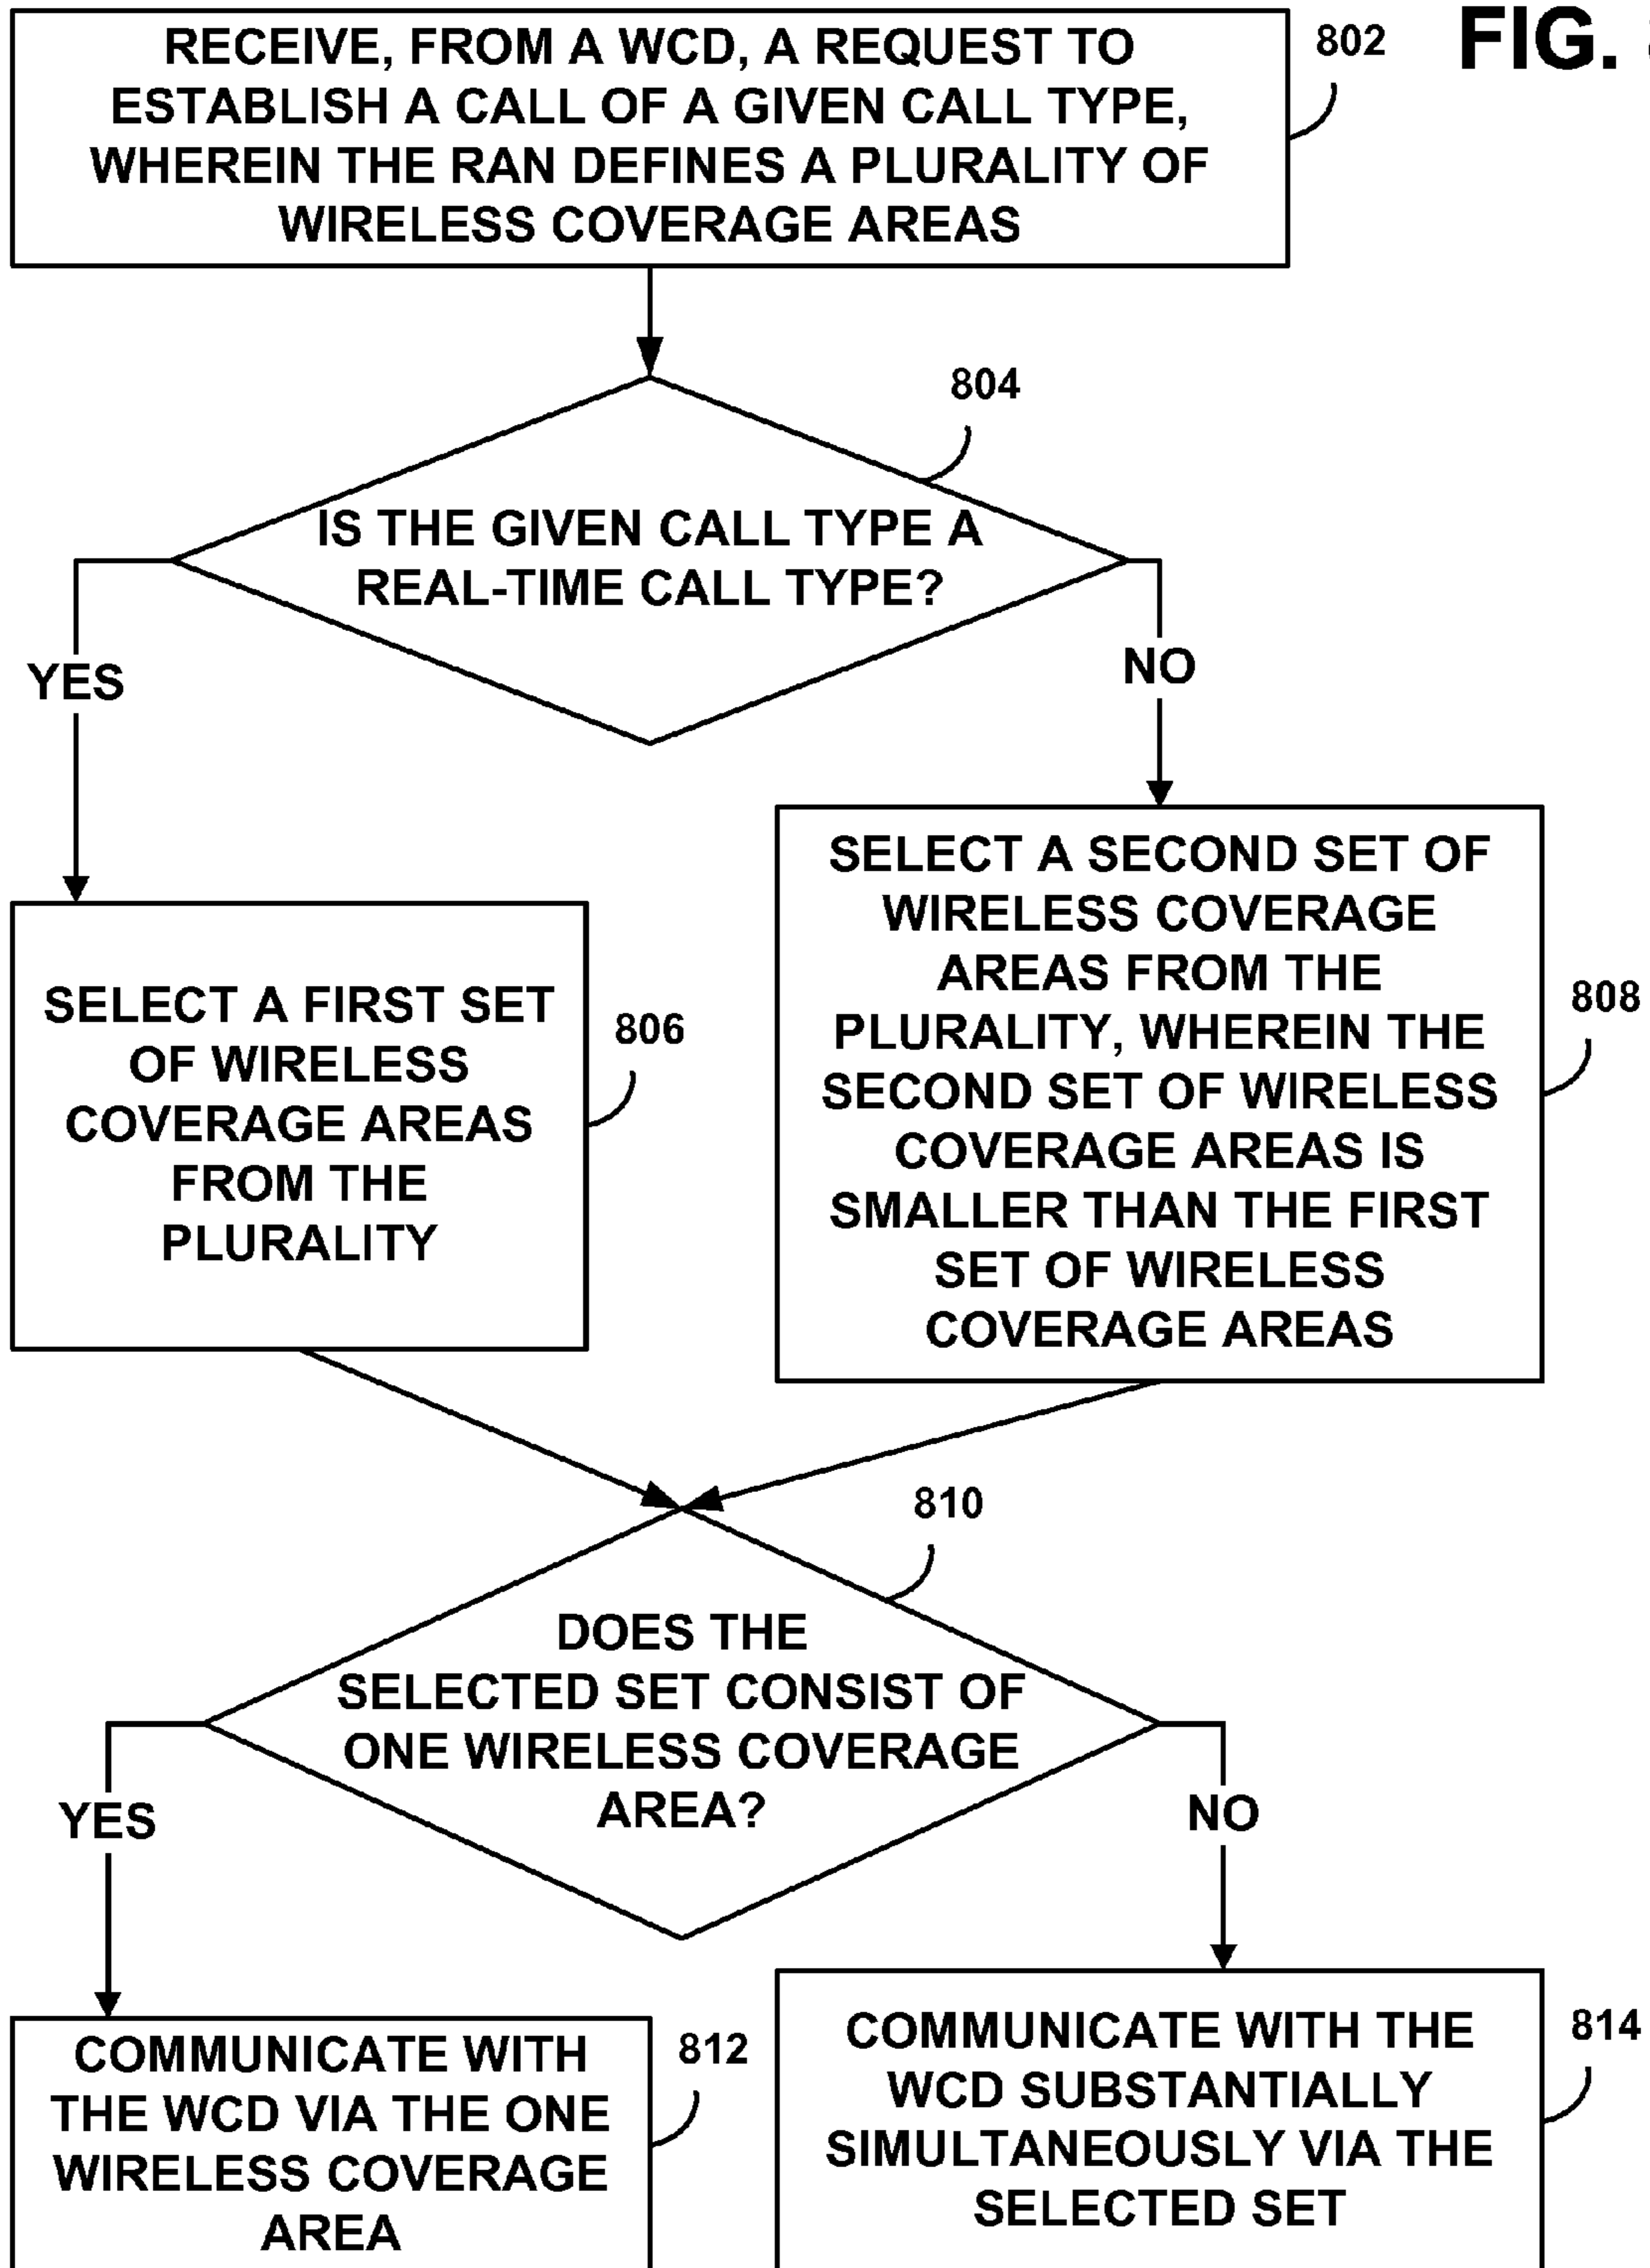 FIG.
RECEIVE, FROM A WCD, A REQUEST TO
ESTABLISH A CALL OF A GIVEN CALL TYPE,
WHEREIN THE RAN DEFINES A PLURALITY OF
WIRELESS COVERAGE AREAS
802
804
IS THE GIVEN CALL TYPE A
REAL-TIME CALL TYPE?
YES
NO
SELECT A FIRST SET
OF WIRELESS
COVERAGE AREAS
FROM THE
PLURALITY
806
SELECT A SECOND SET OF
WIRELESS COVERAGE
AREAS FROM THE
PLURALITY, WHEREIN THE
SECOND SET OF WIRELESS
COVERAGE AREAS IS
SMALLER THAN THE FIRST
SET OF WIRELESS
COVERAGE AREAS
808
810
DOES THE
SELECTED SET CONSIST OF
ONE WIRELESS COVERAGE
AREA?
YES
NO
COMMUNICATE WITH
THE WCD VIA THE ONE
WIRELESS COVERAGE
AREA
812
COMMUNICATE WITH THE
WCD SUBSTANTIALLY
SIMULTANEOUSLY VIA THE
SELECTED SET
814